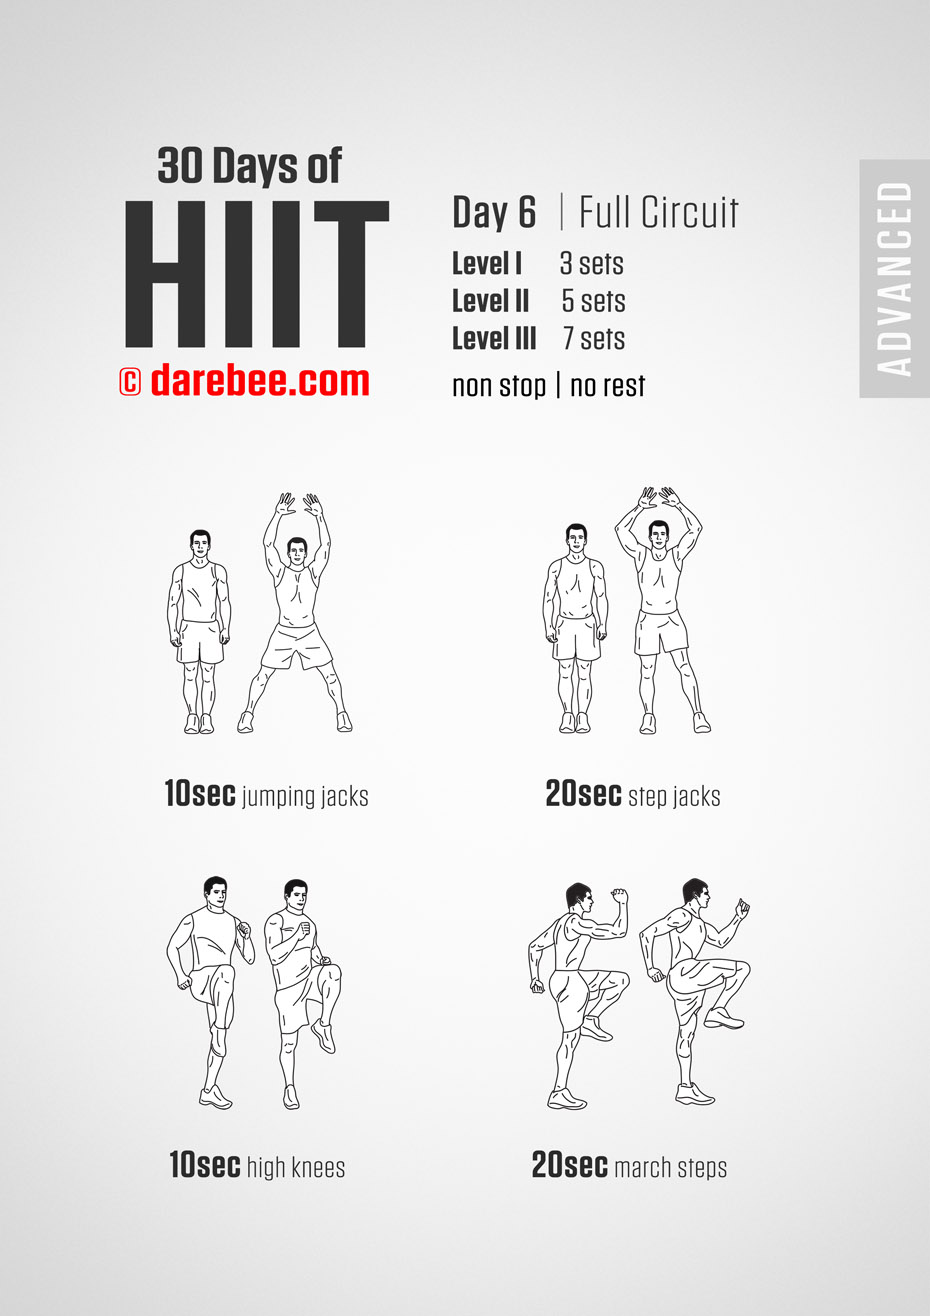 30 Days of
HIIT
© darebee.com
Day 6 | Full Circuit
Level I 3 sets
Level II 5 sets
Level III 7 sets
non stop | no rest
ADVANCED
10sec jumping jacks
20sec step jacks
10sec high knees
20sec march steps